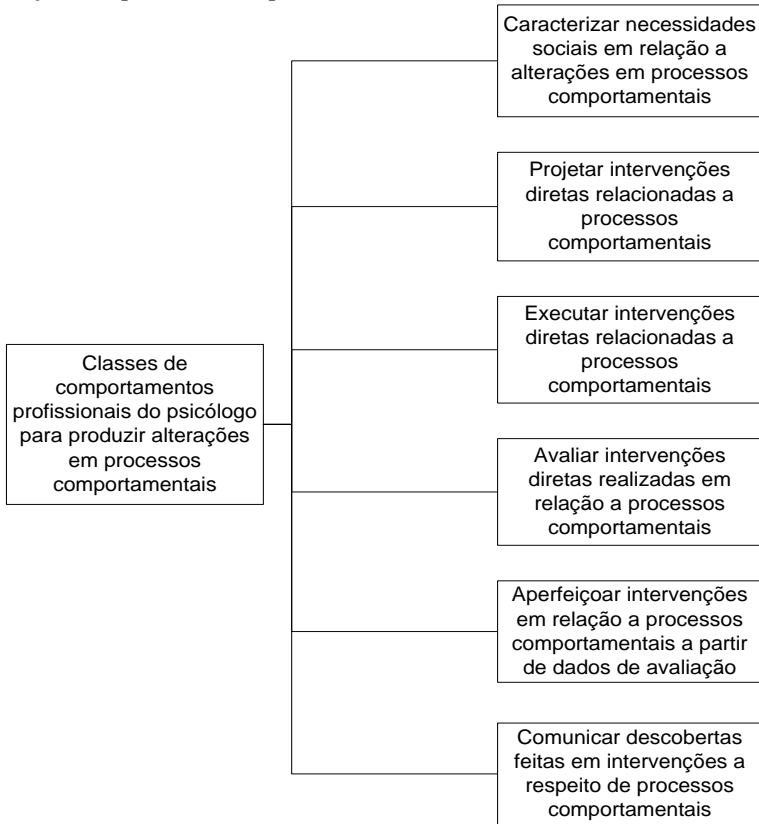 Caracterizar necessidades
sociais em relação a
alterações em processos
comportamentais
Projetar intervenções
diretas relacionadas a
processos
comportamentais
Executar intervenções
diretas relacionadas a
processos
comportamentais
Classes de
comportamentos
profissionais do psicólogo
para produzir alterações
em processos
comportamentais
Avaliar intervenções
diretas realizadas em
relação a processos
comportamentais
Aperfeiçoar intervenções
em relação a processos
comportamentais a partir
de dados de avaliação
Comunicar descobertas
feitas em intervenções a
respeito de processos
comportamentais